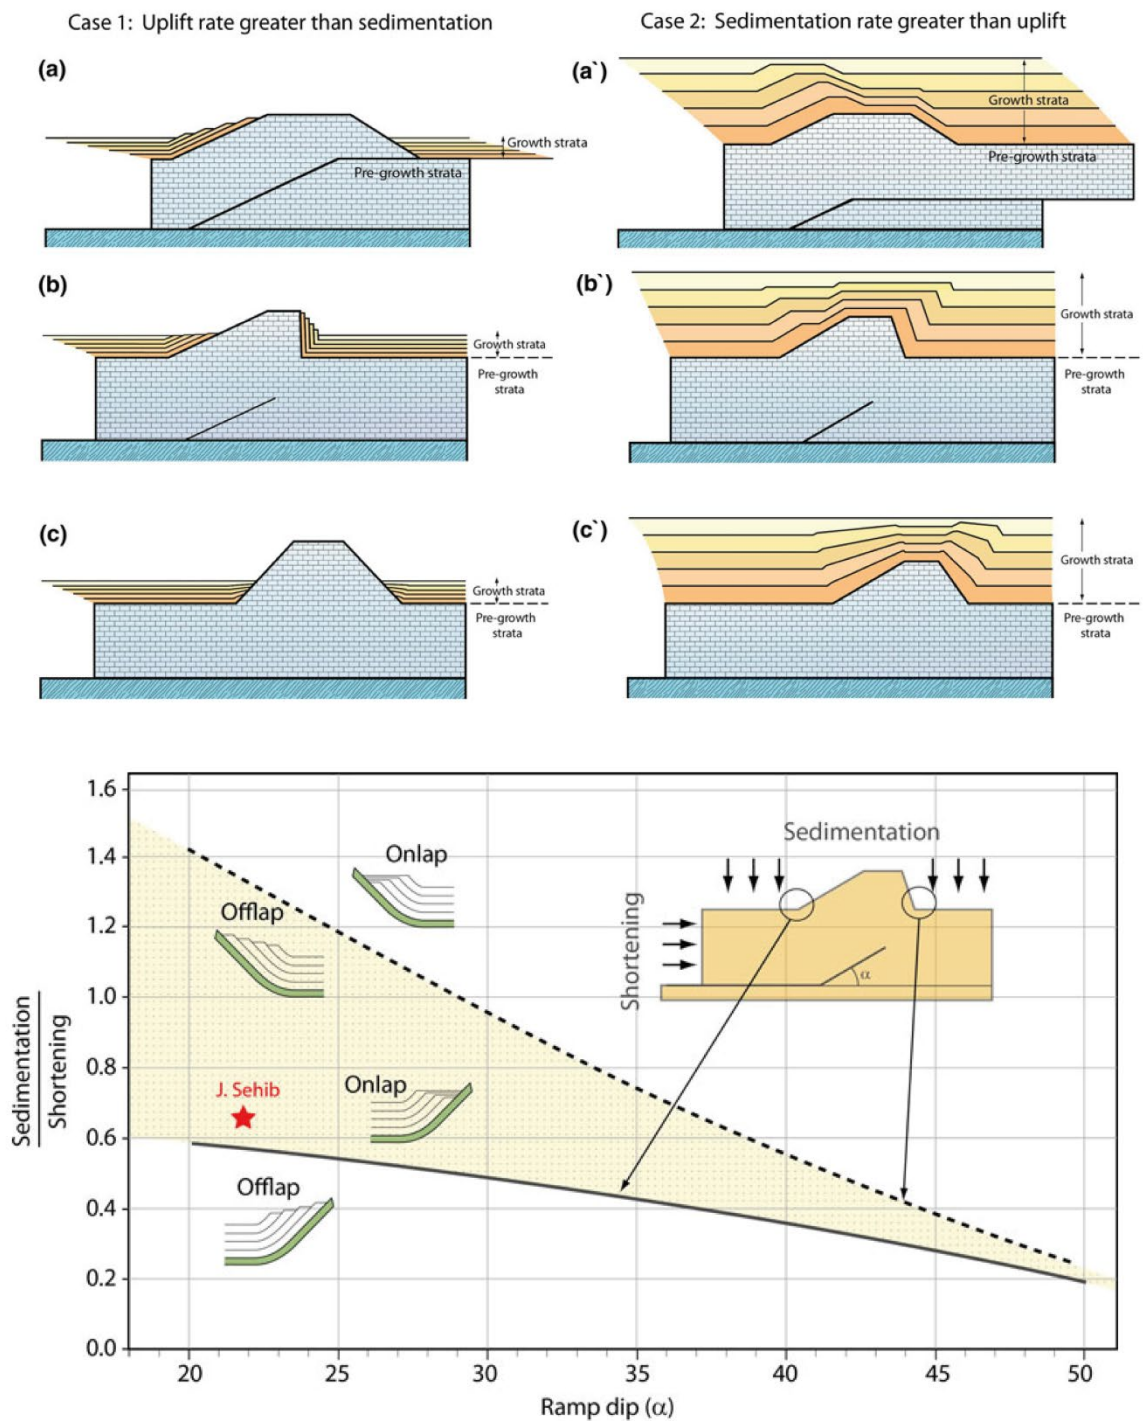 Case 1: Uplift rate greater than sedimentation
Case 2: Sedimentation rate greater than uplift
(a)
Growth strata
Pre-growth strata
(a`)
Growth strata
Pre-growth strata
(b)
Growth strata
Pre-growth
strata
(b`)
Growth strata
Pre-growth
strata
(c)
Growth strata
Pre-growth
strata
(c`)
Growth strata
Pre-growth
strata
Sedimentation
Shortening
1.6
1.4
1.2
1.0
0.8
0.6
0.4
0.2
0.0
Onlap
Offlap
J. Sehib
Onlap
Offlap
Sedimentation
Shortening
α
20
25
30
35
40
45
50
Ramp dip (α)